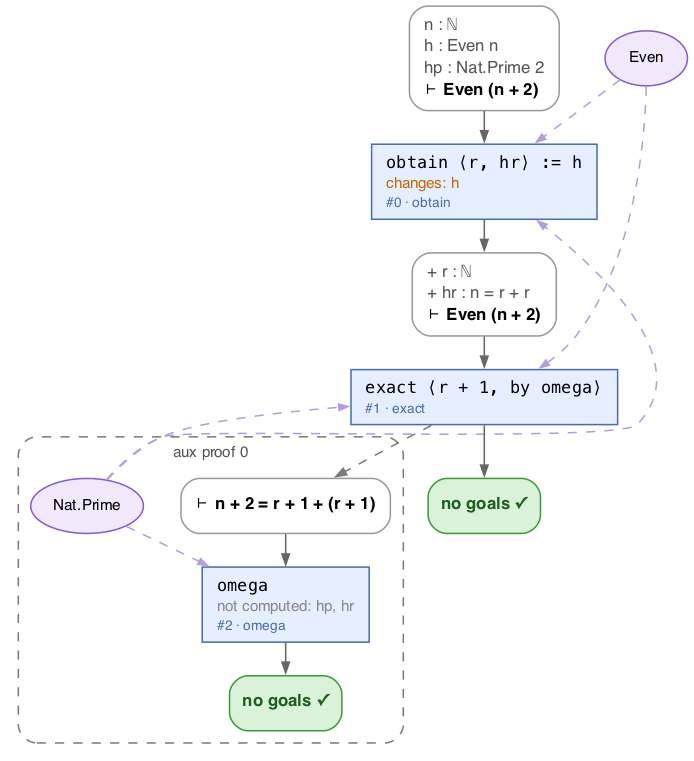 n : ℕ
h : Even n
hp : Nat.Prime 2
⊢ Even (n + 2)
Even
obtain ⟨r, hr⟩ := h
changes: h
#0 · obtain
+ r : ℕ
+ hr : n = r + r
⊢ Even (n + 2)
exact ⟨r + 1, by omega⟩
#1 · exact
aux proof 0
Nat.Prime
⊢ n + 2 = r + 1 + (r + 1)
no goals ✓
omega
not computed: hp, hr
#2 · omega
no goals ✓